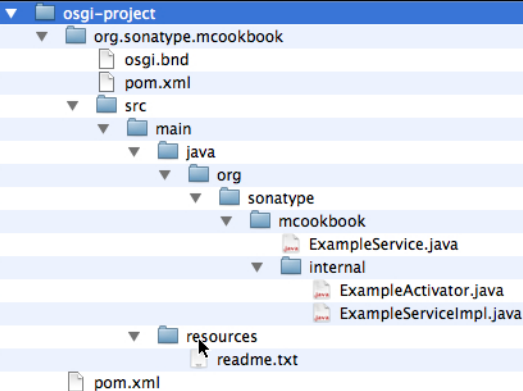 osgi-project
org.sonatype.mcookbook
osgi.bnd
pom.xml
src
main
java
org
sonatype
mcookbook
ExampleService.java
internal
ExampleActivator.java
ExampleServiceImpl.java
resources
readme.txt
pom.xml